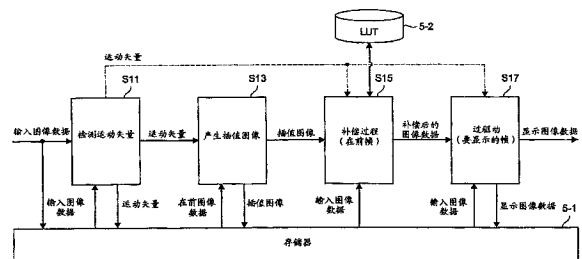 LUT
5-2
运动矢量
S11
S13
S15
S17
输入图像数据
检测运动矢量
运动矢量
产生插值图像
插值图像
补偿过程
(在前帧)
补偿后的
图像数据
过驱动
(要显示的帧)
显示图像数据
输入图像
数据
运动矢量
在前图像
数据
插值图像
输入图像
数据
输入图像
数据
显示图像数据
5-1
存储器